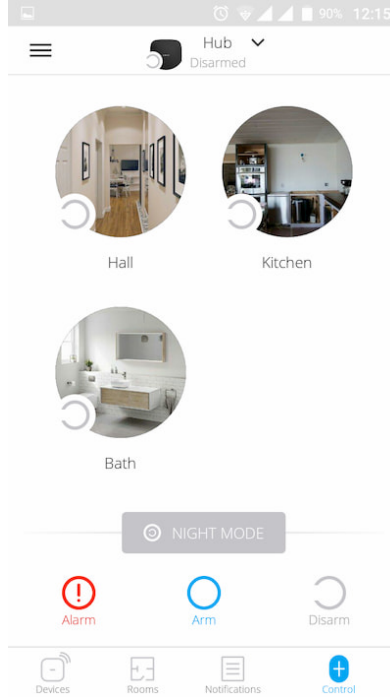 90% 12:15
Hub
Disarmed
Hall
Kitchen
Bath
NIGHT MODE
Alarm
Arm
Disarm
Devices
Rooms
Notifications
Control